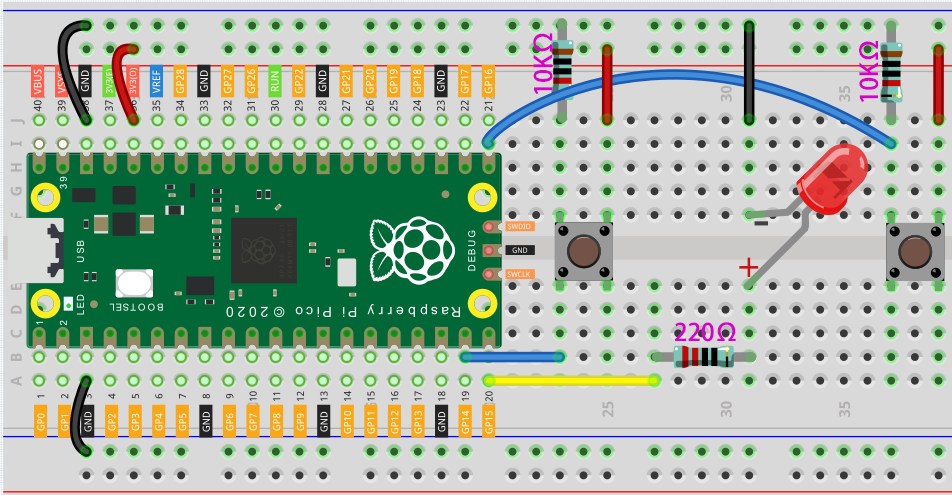 10KΩ
10KΩ
VBUS VSYS GND 3V3(E) 3V3(O) VREF GP28 GND GP27 GP26 RUN GP22 GND GP21 GP20 GP19 GP18 GND GP17 GP16
40 39 38 37 36 35 34 33 32 31 30 29 28 27 26 25 24 23 22 21
30 35
J
I
H
G
F
39
USB
DEBUG
SWDIO
GND
SWCLK
LED
BOOTSEL
Raspberry Pi Pico © 2020
1 2
+
−
E
D
C
B
A
220Ω
1 2 3 4 5 6 7 8 9 10 11 12 13 14 15 16 17 18 19 20
25 30 35
GP0 GP1 GND GP2 GP3 GP4 GP5 GND GP6 GP7 GP8 GP9 GND GP10 GP11 GP12 GP13 GND GP14 GP15